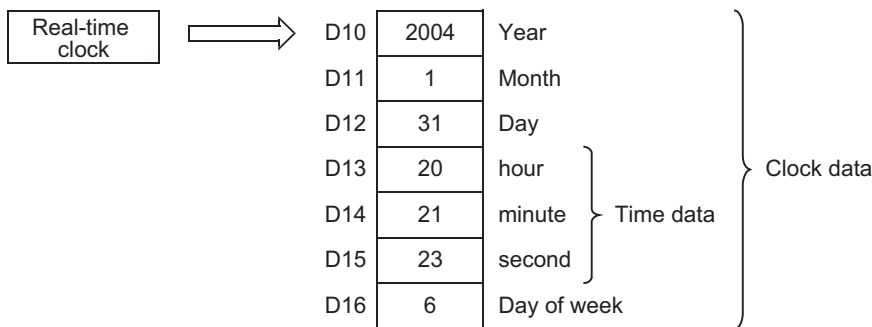 Real-time
clock
D10 2004 Year
D11 1 Month
D12 31 Day
D13 20 hour
D14 21 minute
D15 23 second
D16 6 Day of week
Time data
Clock data